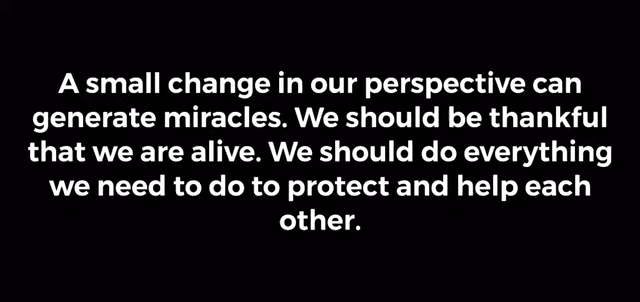 A small change in our perspective can
generate miracles. We should be thankful
that we are alive. We should do everything
we need to do to protect and help each
other.